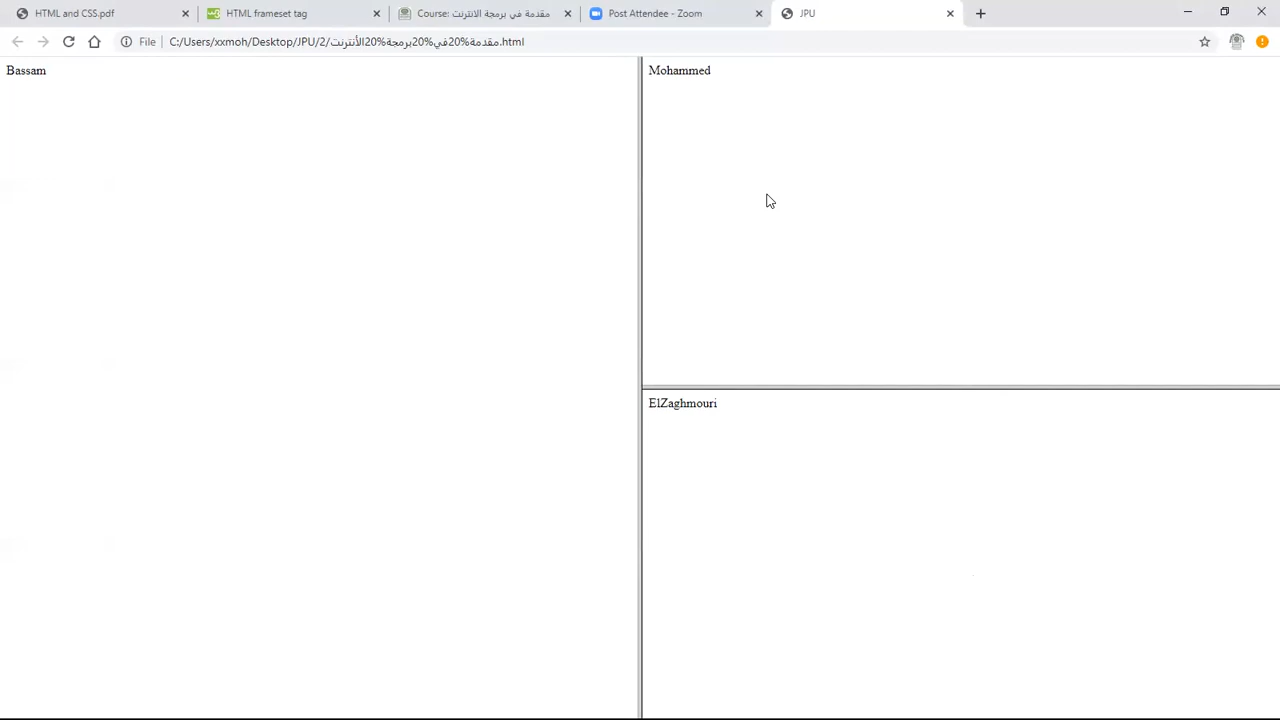 HTML and CSS.pdf
HTML frameset tag
Course: مقدمة في برمجة الانترنت
Post Attendee - Zoom
JPU
File
C:/Users/xxmoh/Desktop/JPU/2/مقدمة%20في%20برمجة%20الأنترنت.html
Bassam
Mohammed
ElZaghmouri